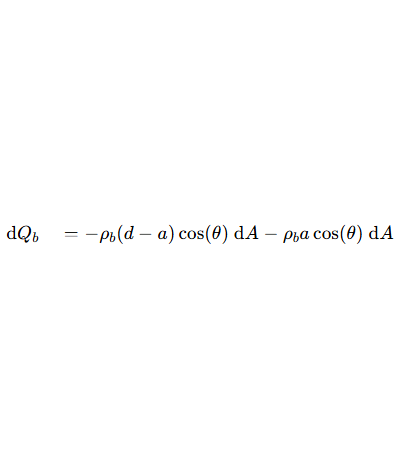 dQ_b = −ρ_b(d − a) cos(θ) dA − ρ_b a cos(θ) dA